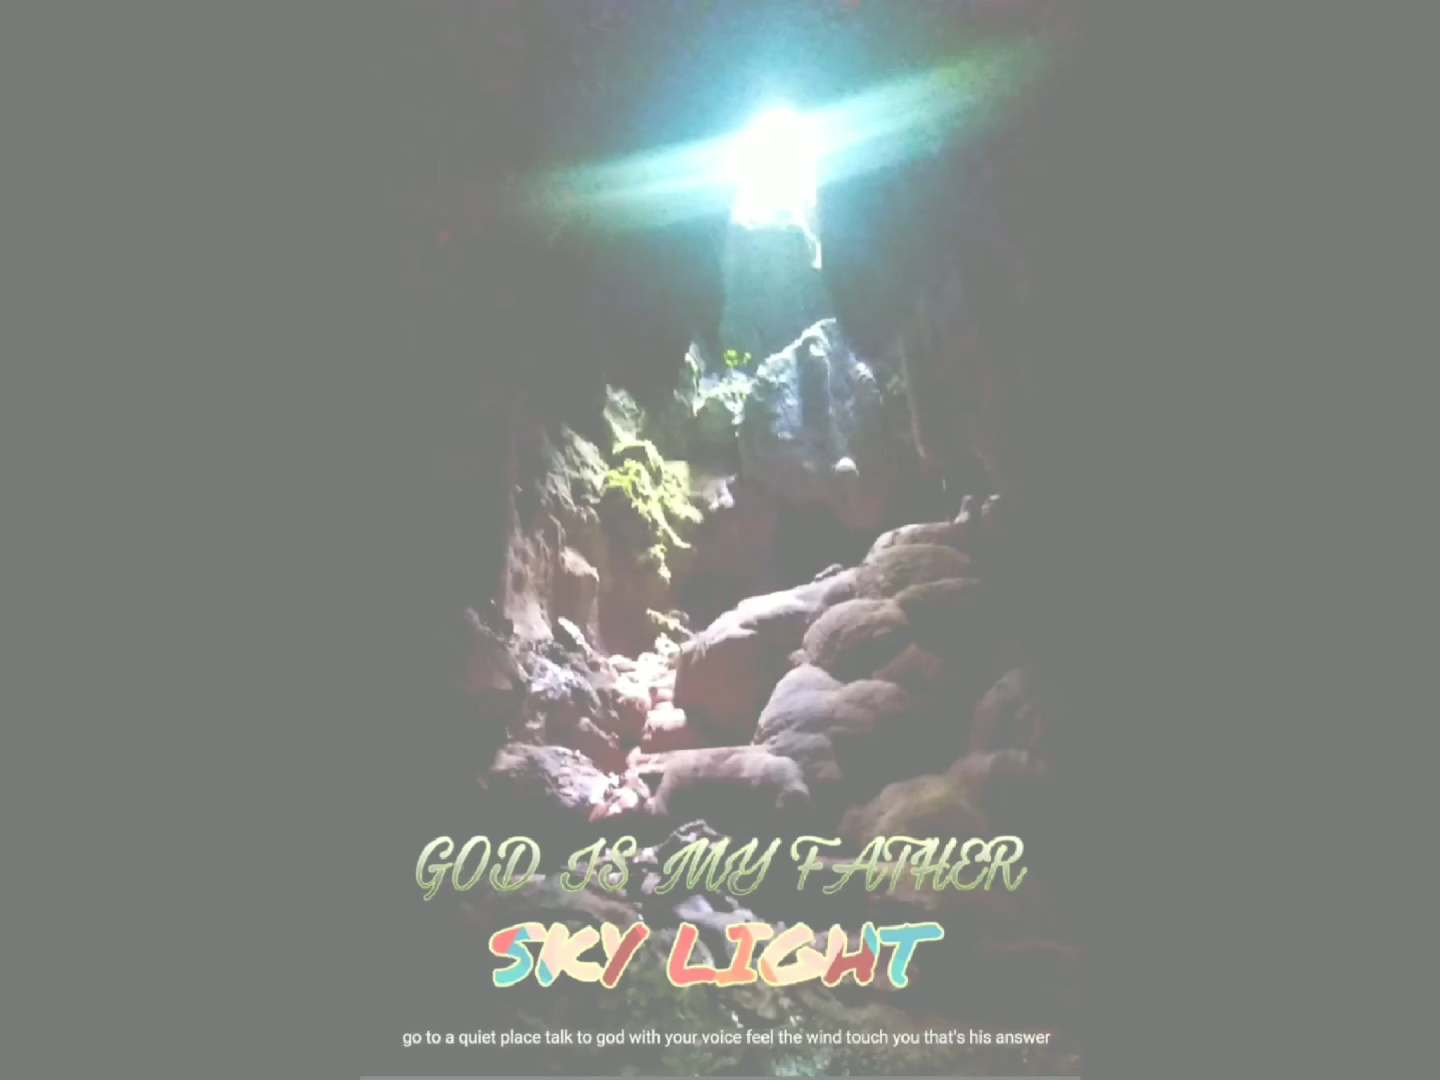 GOD IS MY FATHER
SKY LIGHT
go to a quiet place talk to god with your voice feel the wind touch you that's his answer